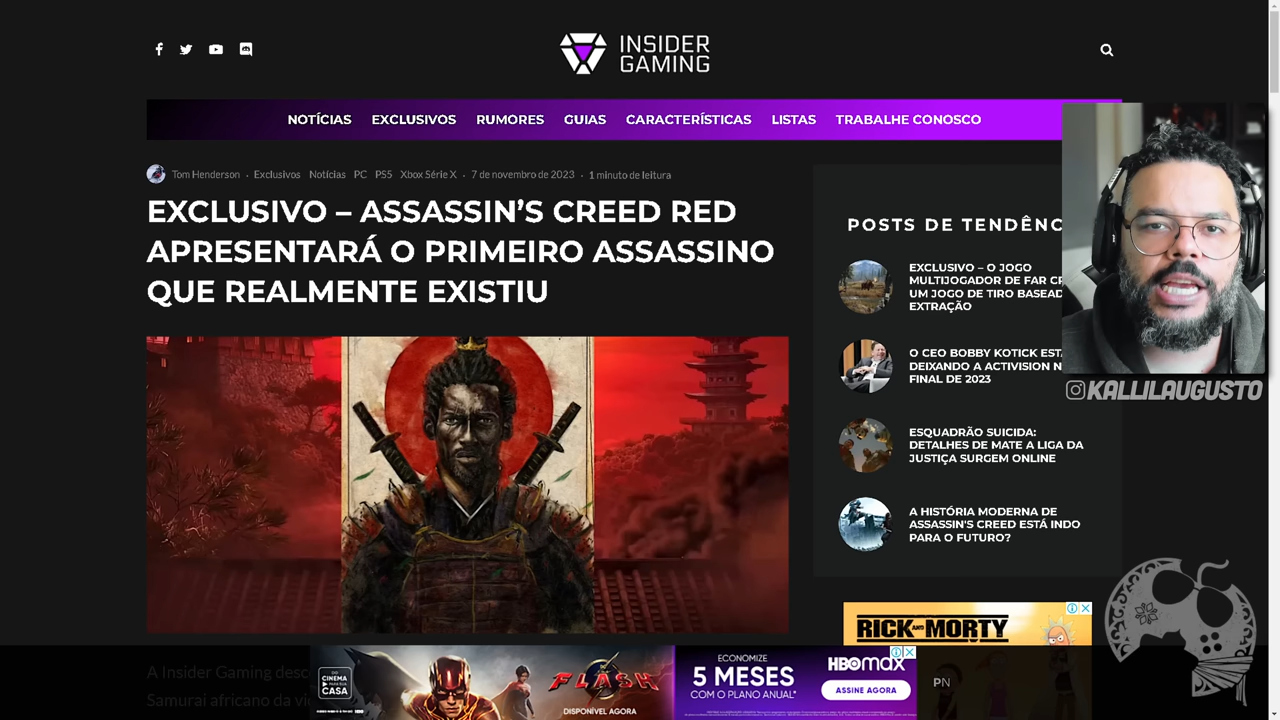 INSIDER
GAMING
NOTÍCIAS EXCLUSIVOS RUMORES GUIAS CARACTERÍSTICAS LISTAS TRABALHE CONOSCO
Tom Henderson · Exclusivos Notícias PC PS5 Xbox Série X · 7 de novembro de 2023 · 1 minuto de leitura
EXCLUSIVO – ASSASSIN'S CREED RED
APRESENTARÁ O PRIMEIRO ASSASSINO
QUE REALMENTE EXISTIU
POSTS DE TENDÊNC
EXCLUSIVO – O JOGO
MULTIJOGADOR DE FAR CR
UM JOGO DE TIRO BASEAD
EXTRAÇÃO
O CEO BOBBY KOTICK EST
DEIXANDO A ACTIVISION N
FINAL DE 2023
KALLILAUGUSTO
ESQUADRÃO SUICIDA:
DETALHES DE MATE A LIGA DA
JUSTIÇA SURGEM ONLINE
A HISTÓRIA MODERNA DE
ASSASSIN'S CREED ESTÁ INDO
PARA O FUTURO?
RICK AND MORTY
A Insider Gaming desc
Samurai africano da vi
DO
CINEMA
PARA SUA
CASA
FLASH
DISPONÍVEL AGORA
ECONOMIZE
5 MESES
COM O PLANO ANUAL*
HBOMAX
ASSINE AGORA
PN